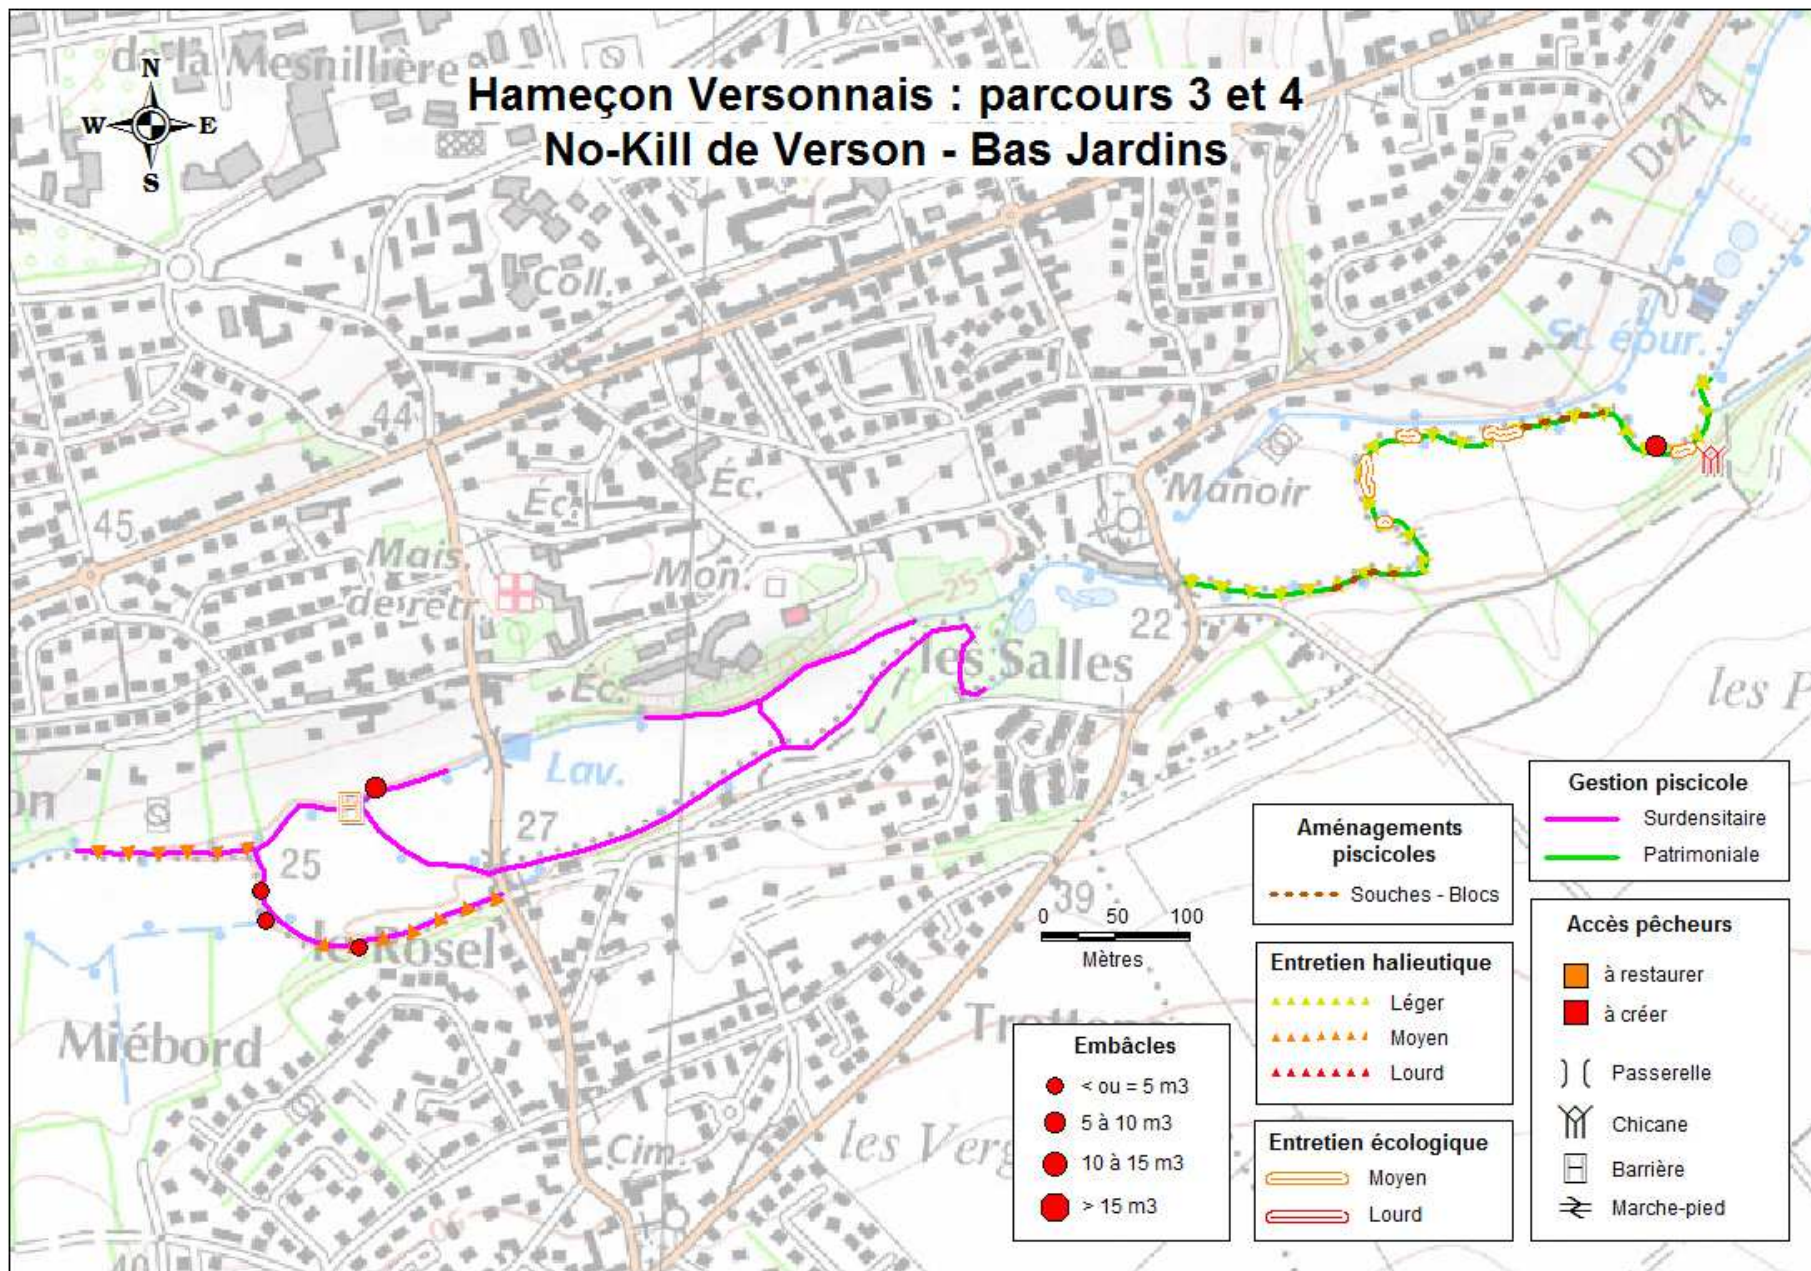 de la Mesnillière
N
W E
S
Hameçon Versonnais : parcours 3 et 4
No-Kill de Verson - Bas Jardins
D 214
Coll.
St. épur.
44
Éc.
Éc.
Manoir
45
Mais.
de retr.
Mon.
25
22
les Salles
Éc.
les P
Lav.
on
27
25
39
le Rosel
Miébord
les Verg
Cim.
Gestion piscicole
Surdensitaire
Patrimoniale
Aménagements
piscicoles
Souches - Blocs
0 50 100
Mètres
Entretien halieutique
Léger
Moyen
Lourd
Accès pêcheurs
à restaurer
à créer
Passerelle
Chicane
Barrière
Marche-pied
Embâcles
< ou = 5 m3
5 à 10 m3
10 à 15 m3
> 15 m3
Entretien écologique
Moyen
Lourd